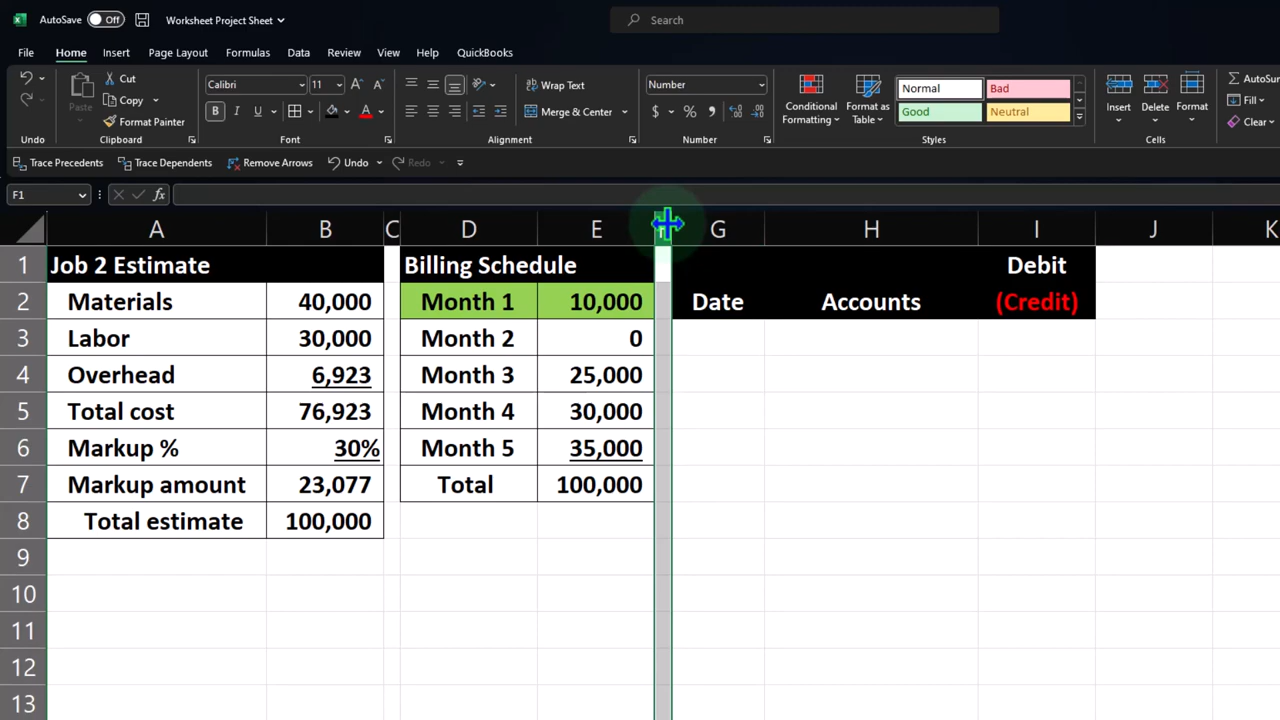 AutoSave Off Worksheet Project Sheet Search
File Home Insert Page Layout Formulas Data Review View Help QuickBooks
Cut Calibri 11 A A Wrap Text Number Normal Bad AutoSu
Paste Copy Conditional Formatting Format as Table Insert Delete Format Fill
Format Painter B I U A Merge & Center $ % , Good Neutral Clear
Undo Clipboard Font Alignment Number Styles Cells
Trace Precedents Trace Dependents Remove Arrows Undo Redo
F1 fx
A B C D E G H I J K
1 Job 2 Estimate Billing Schedule Debit
2 Materials 40,000 Month 1 10,000 Date Accounts (Credit)
3 Labor 30,000 Month 2 0
4 Overhead 6,923 Month 3 25,000
5 Total cost 76,923 Month 4 30,000
6 Markup % 30% Month 5 35,000
7 Markup amount 23,077 Total 100,000
8 Total estimate 100,000
9
10
11
12
13